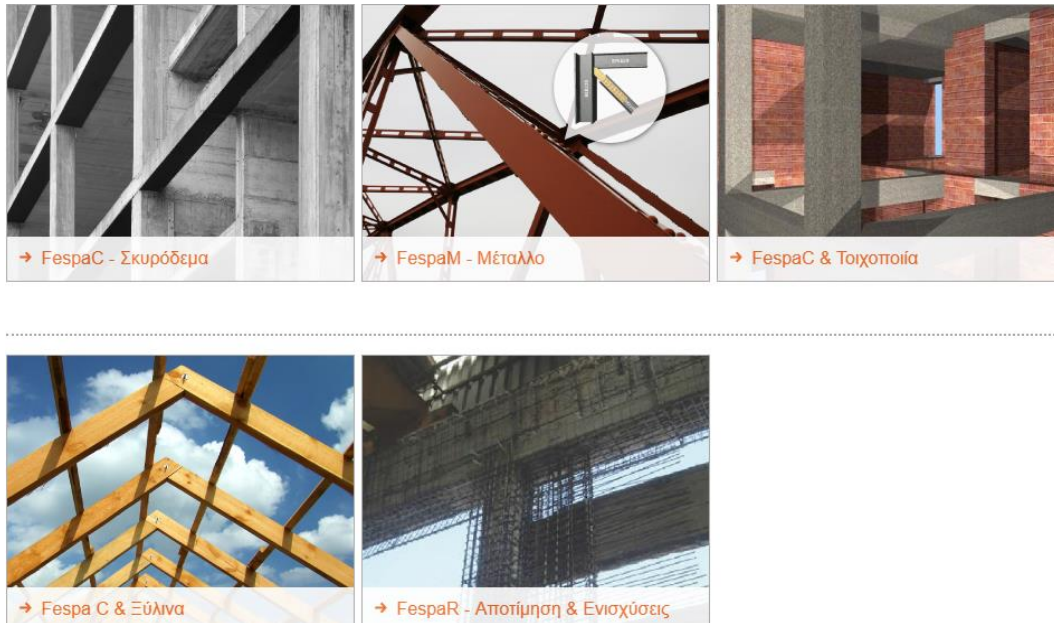 → FespaC - Σκυρόδεμα
→ FespaM - Μέταλλο
→ FespaC & Τοιχοποιία
→ Fespa C & Ξύλινα
→ FespaR - Αποτίμηση & Ενισχύσεις